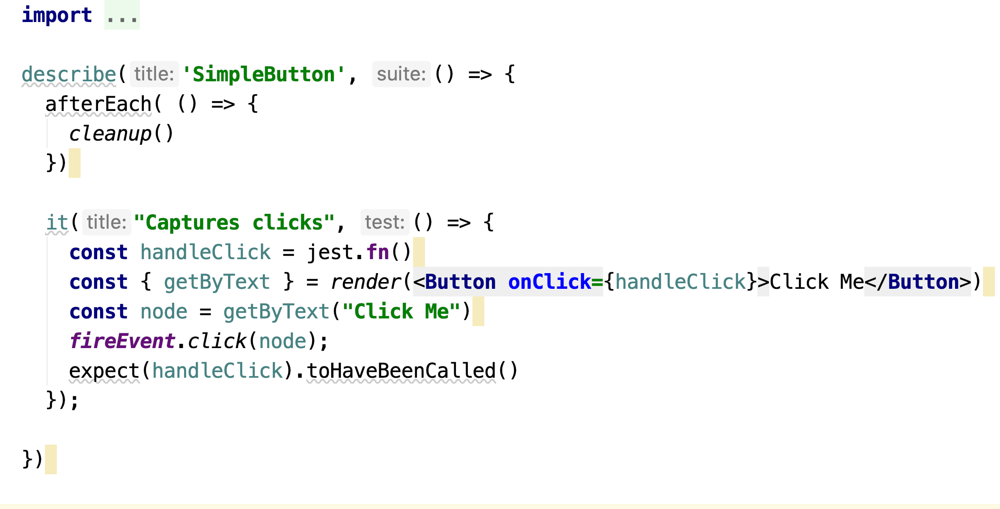 import ...
describe( title: 'SimpleButton', suite: () => {
  afterEach( () => {
    cleanup()
  })
  it( title: "Captures clicks", test: () => {
    const handleClick = jest.fn()
    const { getByText } = render(<Button onClick={handleClick}>Click Me</Button>)
    const node = getByText("Click Me")
    fireEvent.click(node);
    expect(handleClick).toHaveBeenCalled()
  });
})